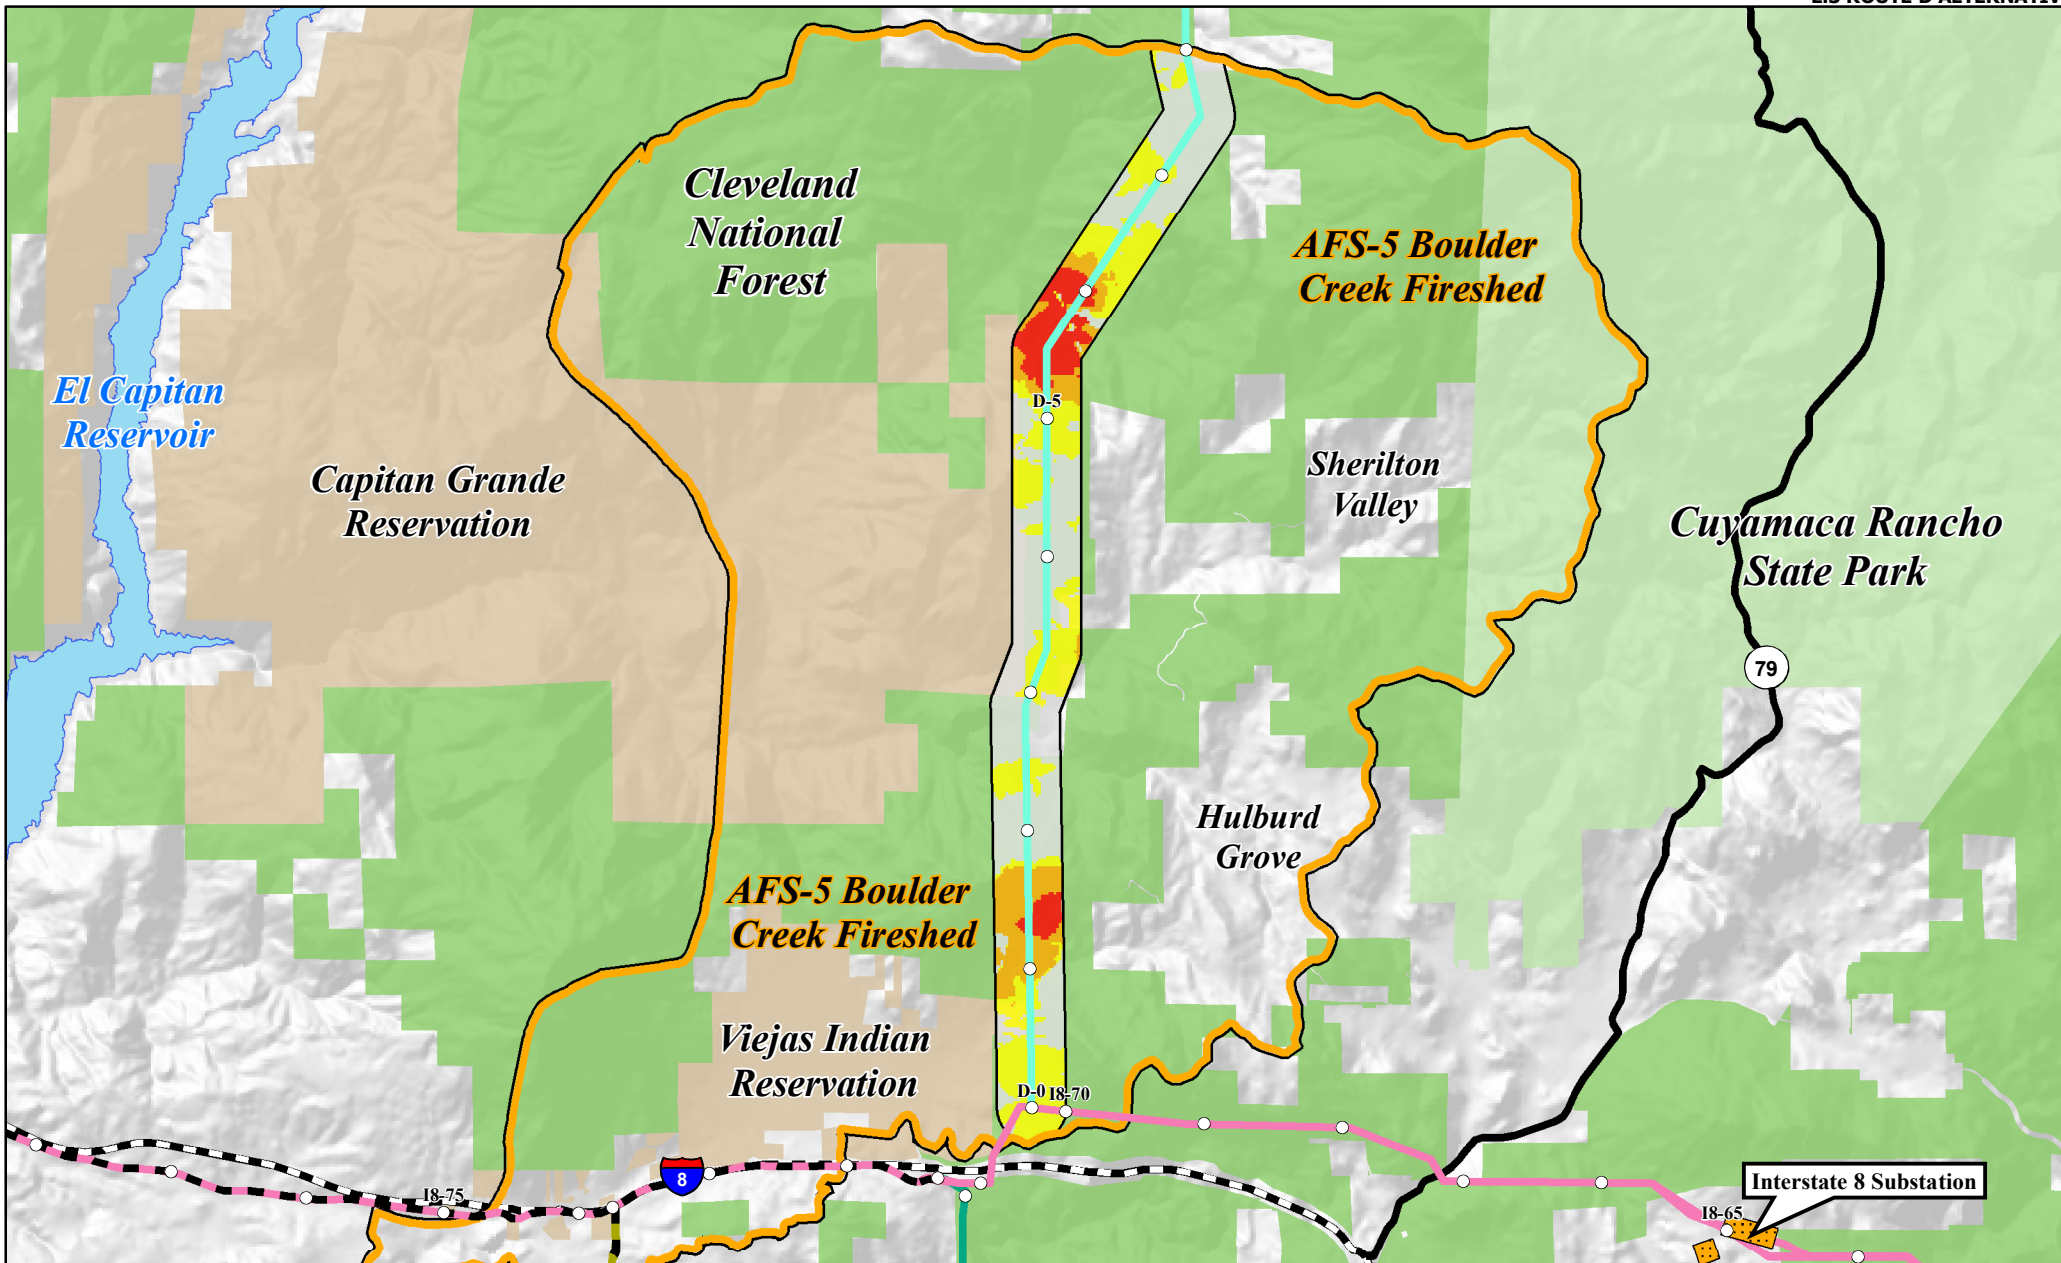 Cleveland
National
Forest
AFS-5 Boulder
Creek Fireshed
El Capitan
Reservoir
D-5
Capitan Grande
Reservation
Sherilton
Valley
Cuyamaca Rancho
State Park
79
Hulburd
Grove
AFS-5 Boulder
Creek Fireshed
Viejas Indian
Reservation
D-0
I8-70
8
Interstate 8 Substation
I8-75
I8-65